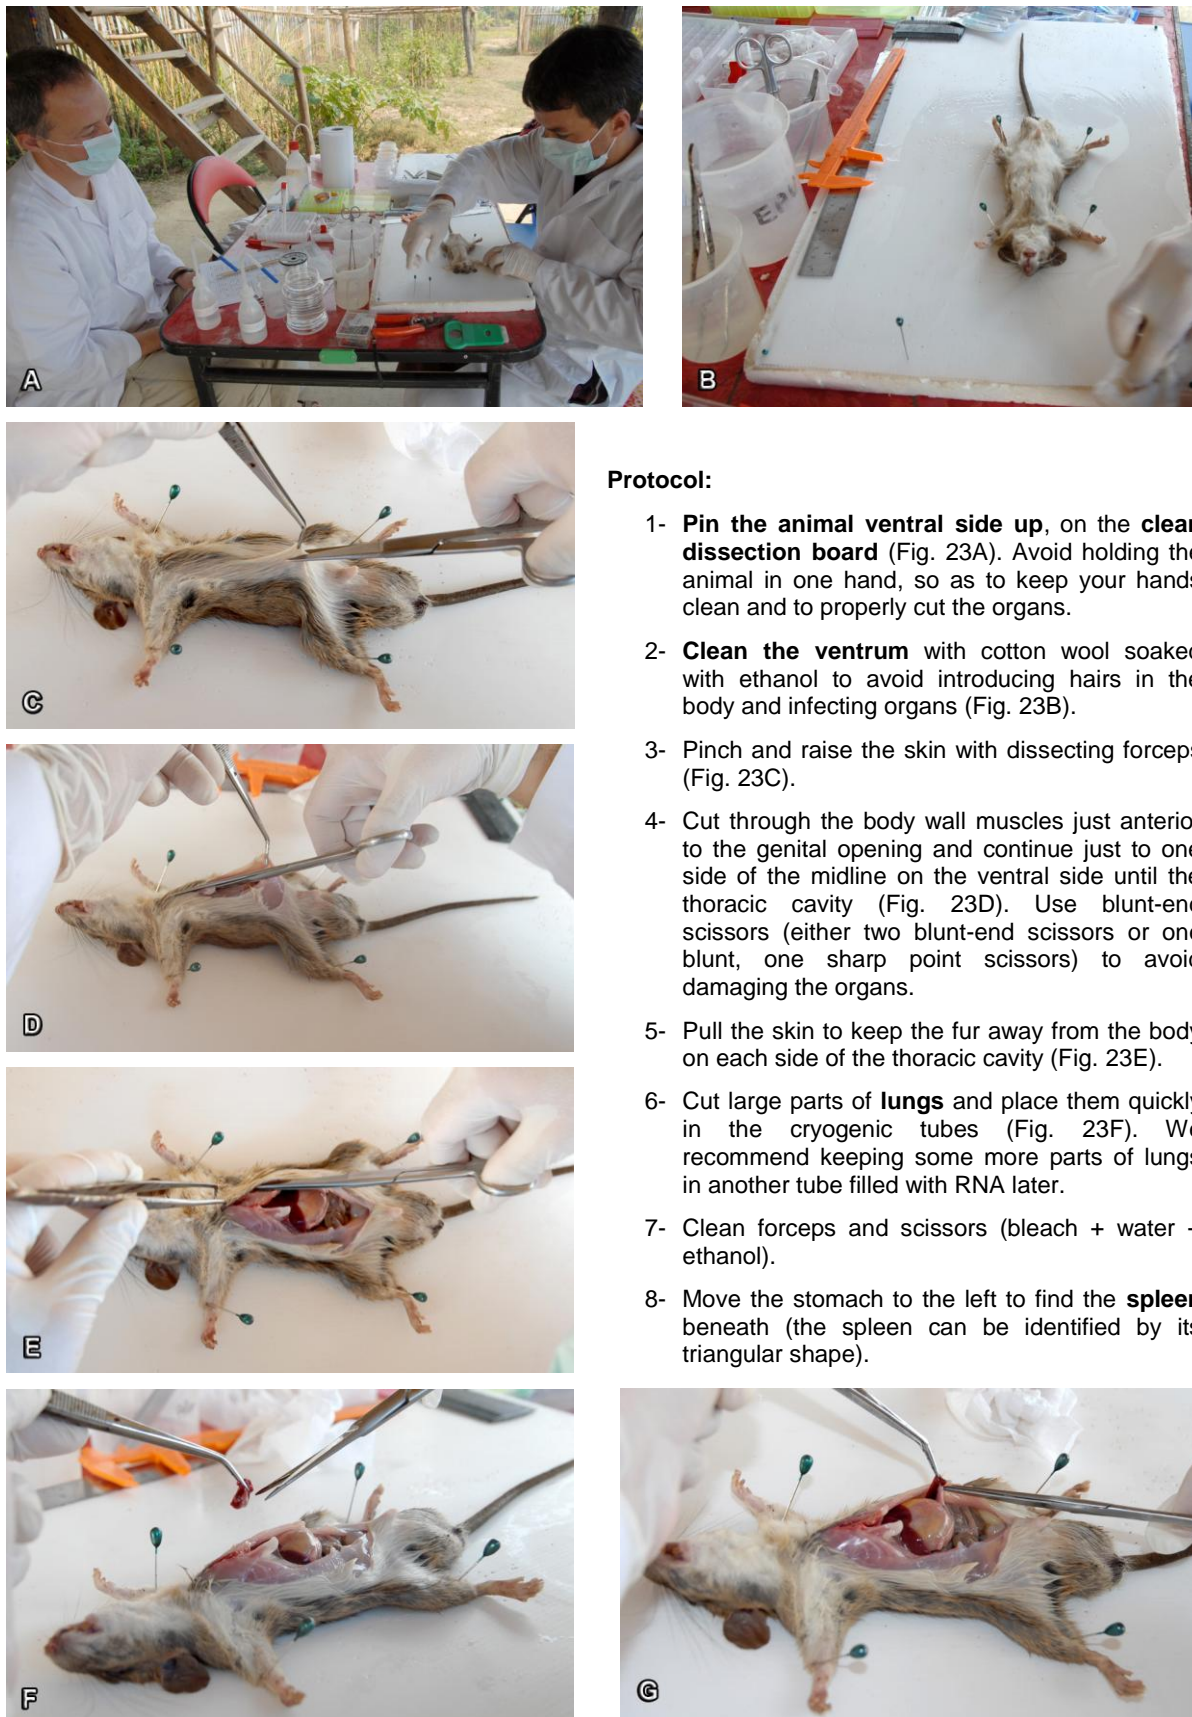 A
B
C
Protocol:
1- Pin the animal ventral side up, on the clean
dissection board (Fig. 23A). Avoid holding the
animal in one hand, so as to keep your hands
clean and to properly cut the organs.
2- Clean the ventrum with cotton wool soaked
with ethanol to avoid introducing hairs in the
body and infecting organs (Fig. 23B).
3- Pinch and raise the skin with dissecting forceps
(Fig. 23C).
4- Cut through the body wall muscles just anterior
to the genital opening and continue just to one
side of the midline on the ventral side until the
thoracic cavity (Fig. 23D). Use blunt-end
scissors (either two blunt-end scissors or one
blunt, one sharp point scissors) to avoid
damaging the organs.
5- Pull the skin to keep the fur away from the body
on each side of the thoracic cavity (Fig. 23E).
6- Cut large parts of lungs and place them quickly
in the cryogenic tubes (Fig. 23F). We
recommend keeping some more parts of lungs
in another tube filled with RNA later.
7- Clean forceps and scissors (bleach + water +
ethanol).
8- Move the stomach to the left to find the spleen
beneath (the spleen can be identified by its
triangular shape).
D
E
F
G